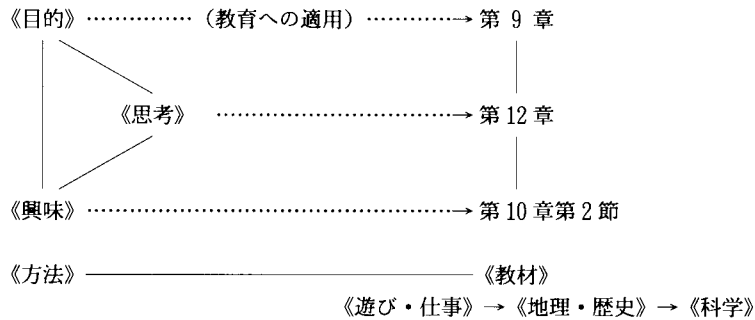 《目的》……………（教育への適用）…………→ 第 9 章
《思考》 …………………………→ 第 12 章
《興味》…………………………………………→ 第 10 章第 2 節
《方法》 《教材》
《遊び・仕事》→《地理・歴史》→《科学》